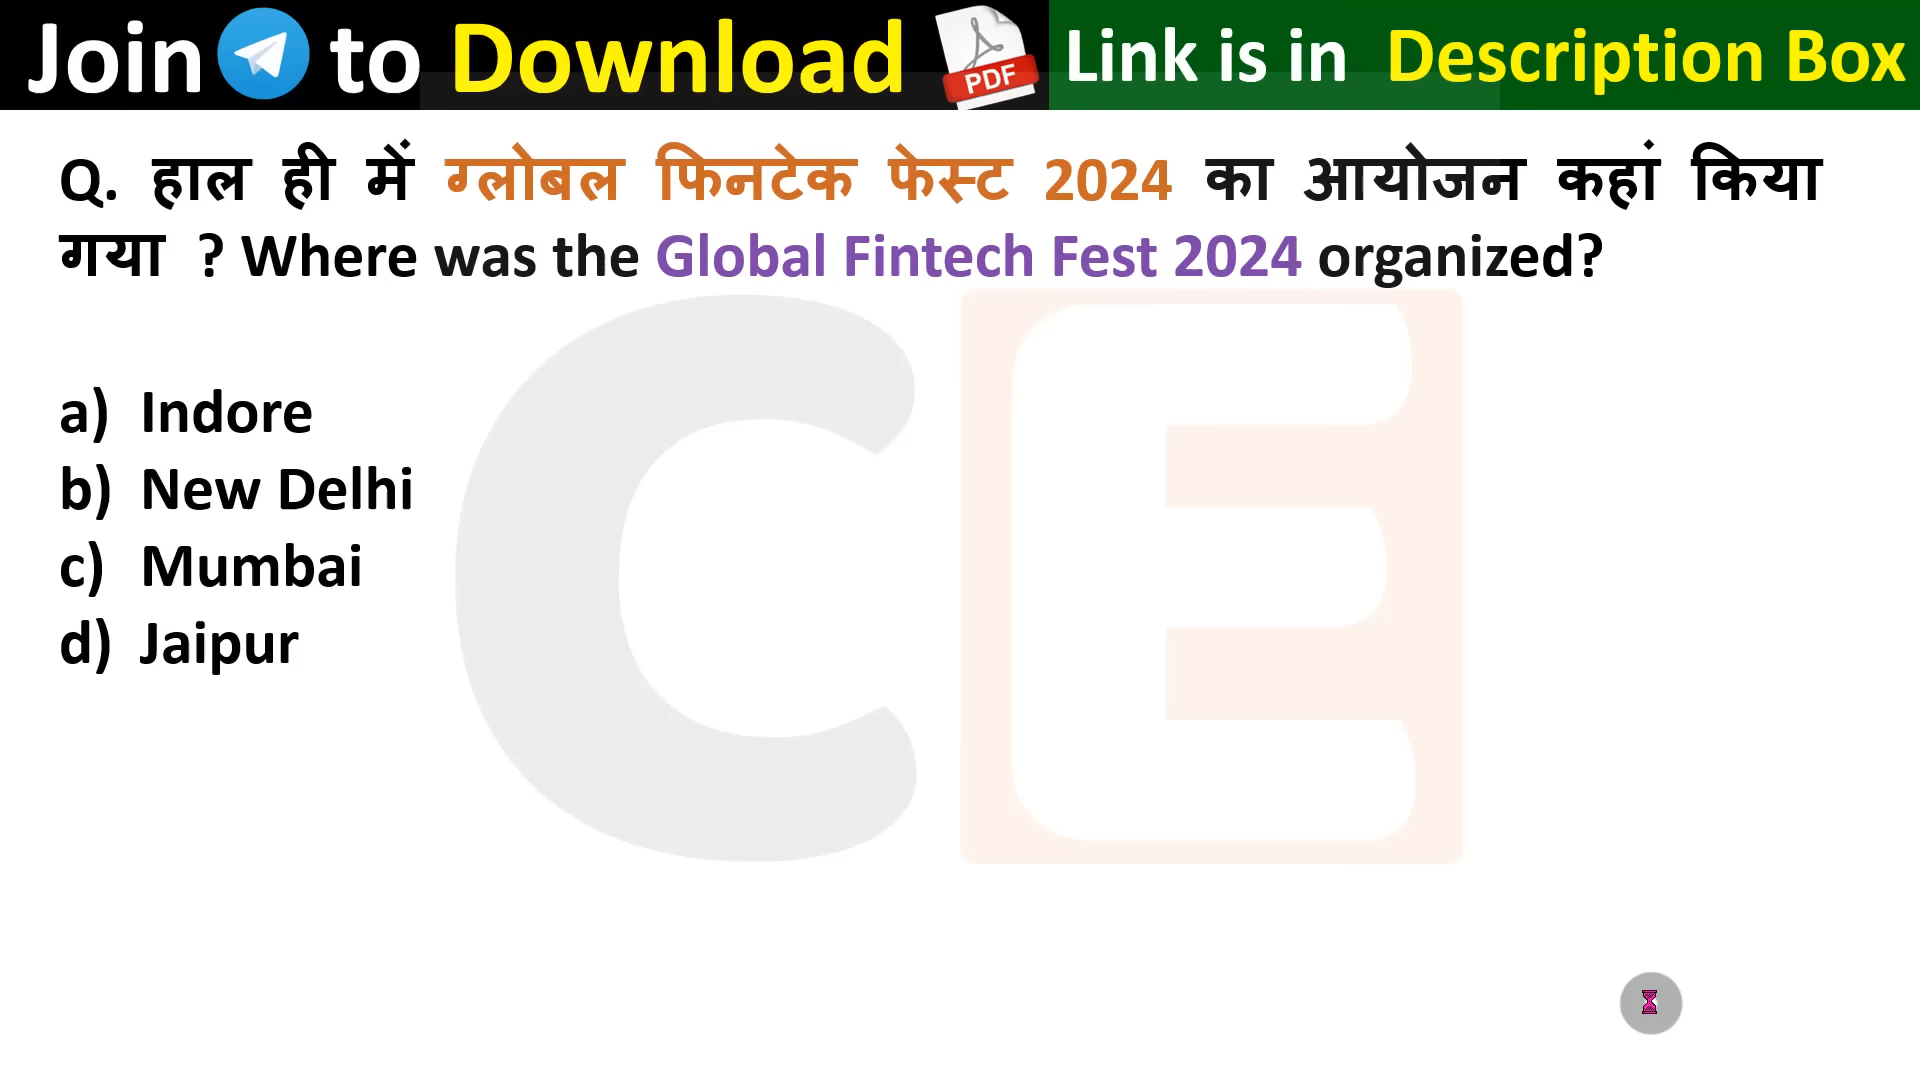 Join to Download PDF Link is in Description Box
Q. हाल ही में ग्लोबल फिनटेक फेस्ट 2024 का आयोजन कहां किया
गया ? Where was the Global Fintech Fest 2024 organized?
a) Indore
b) New Delhi
c) Mumbai
d) Jaipur
CE